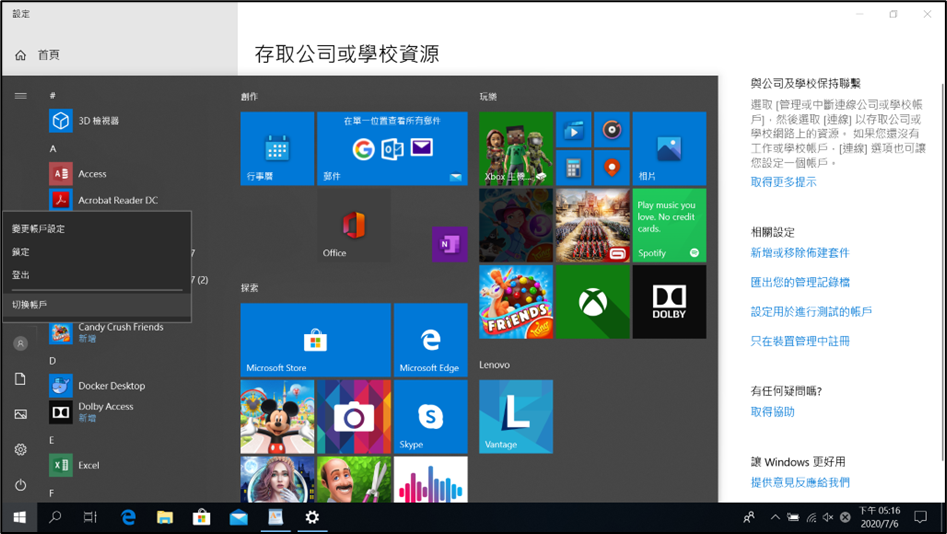 設定
首頁
存取公司或學校資源
#
3D 檢視器
A
Access
Acrobat Reader DC
變更帳戶設定
鎖定
登出
切換帳戶
7
7 (2)
Candy Crush Friends
新增
D
Docker Desktop
Dolby Access
新增
E
Excel
F
創作
行事曆
在單一位置查看所有郵件
郵件
Office
探索
Microsoft Store
Microsoft Edge
Skype
玩樂
Xbox 主機...
相片
Play music you
love. No credit
cards.
Spotify
FRIENDS
DOLBY
Lenovo
Vantage
與公司及學校保持聯繫
選取 [管理或中斷連線公司或學校帳
戶]，然後選取 [連線] 以存取公司或
學校網路上的資源。 如果您還沒有
工作或學校帳戶，[連線] 選項也可讓
您設定一個帳戶。
取得更多提示
相關設定
新增或移除佈建套件
匯出您的管理記錄檔
設定用於進行測試的帳戶
只在裝置管理中註冊
有任何疑問嗎?
取得協助
讓 Windows 更好用
提供意見反應給我們
下午 05:16
2020/7/6